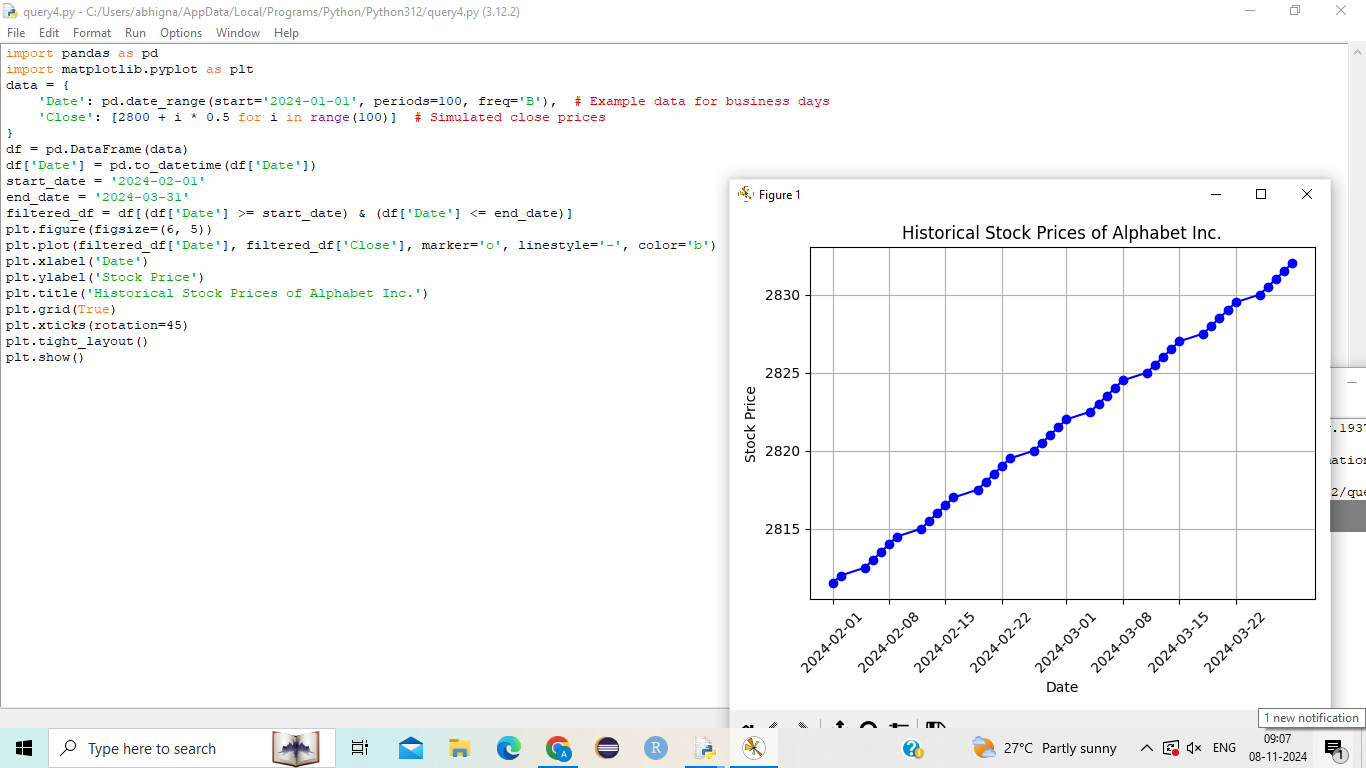 query4.py - C:/Users/abhigna/AppData/Local/Programs/Python/Python312/query4.py (3.12.2)
File Edit Format Run Options Window Help
import pandas as pd
import matplotlib.pyplot as plt
data = {
    'Date': pd.date_range(start='2024-01-01', periods=100, freq='B'),  # Example data for business days
    'Close': [2800 + i * 0.5 for i in range(100)]  # Simulated close prices
}
df = pd.DataFrame(data)
df['Date'] = pd.to_datetime(df['Date'])
start_date = '2024-02-01'
end_date = '2024-03-31'
filtered_df = df[(df['Date'] >= start_date) & (df['Date'] <= end_date)]
plt.figure(figsize=(6, 5))
plt.plot(filtered_df['Date'], filtered_df['Close'], marker='o', linestyle='-', color='b')
plt.xlabel('Date')
plt.ylabel('Stock Price')
plt.title('Historical Stock Prices of Alphabet Inc.')
plt.grid(True)
plt.xticks(rotation=45)
plt.tight_layout()
plt.show()
Figure 1
Historical Stock Prices of Alphabet Inc.
2830
2825
2820
2815
Stock Price
2024-02-01
2024-02-08
2024-02-15
2024-02-22
2024-03-01
2024-03-08
2024-03-15
2024-03-22
Date
1 new notification
Type here to search
27°C Partly sunny
ENG
09:07
08-11-2024
1